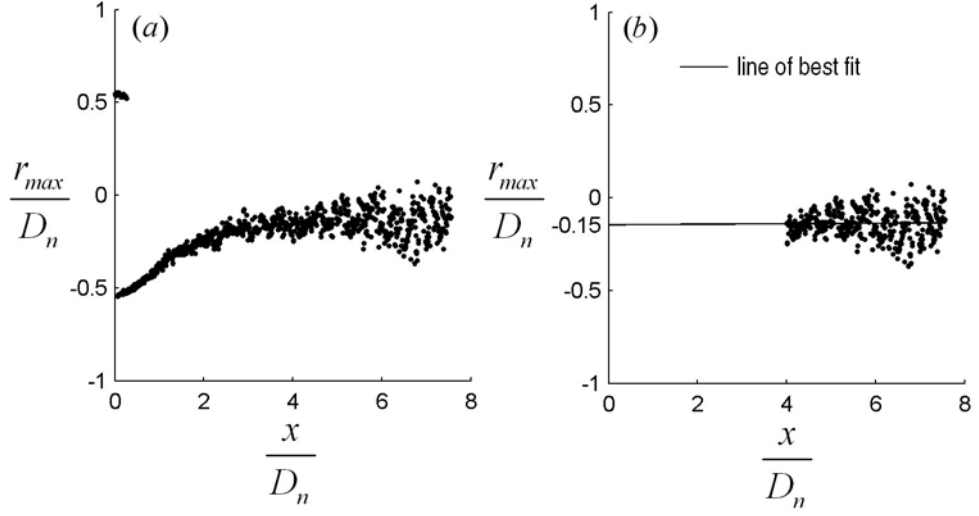 (a)
1
0.5
0
-0.5
-1
r_max
D_n
0 2 4 6 8
x
D_n
(b)
line of best fit
1
0.5
0
-0.15
-0.5
-1
r_max
D_n
0 2 4 6 8
x
D_n